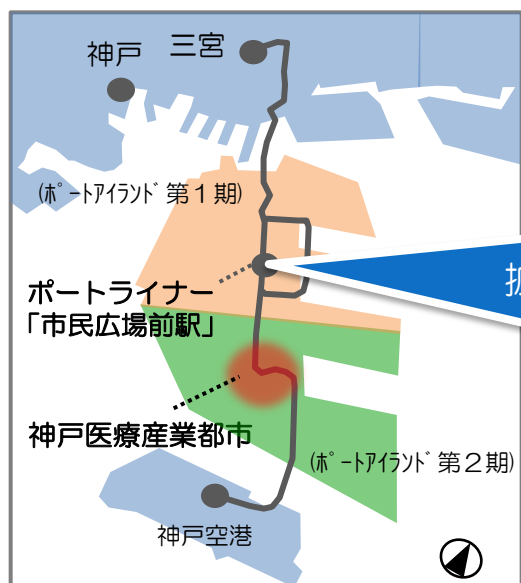 神戸
三宮
(ﾎﾟｰﾄｱｲﾗﾝﾄﾞ第１期)
ポートライナー
「市民広場前駅」
神戸医療産業都市
(ﾎﾟｰﾄｱｲﾗﾝﾄﾞ第２期)
神戸空港